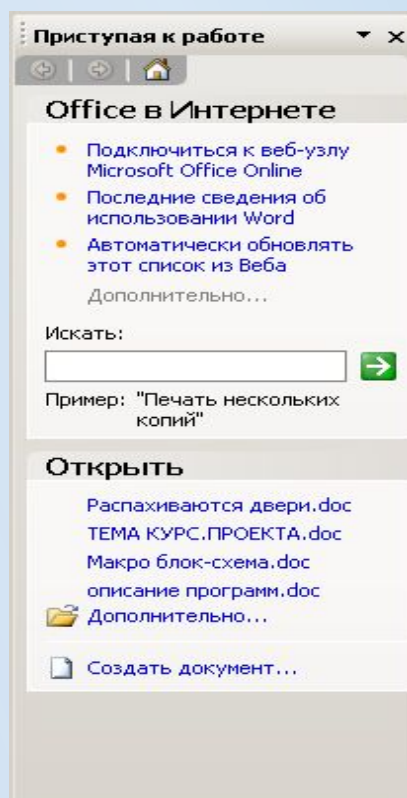 Приступая к работе
Office в Интернете
Подключиться к веб-узлу
Microsoft Office Online
Последние сведения об
использовании Word
Автоматически обновлять
этот список из Веба
Дополнительно...
Искать:
Пример: "Печать нескольких
копий"
Открыть
Распахиваются двери.doc
ТЕМА КУРС.ПРОЕКТА.doc
Макро блок-схема.doc
описание программ.doc
Дополнительно...
Создать документ...